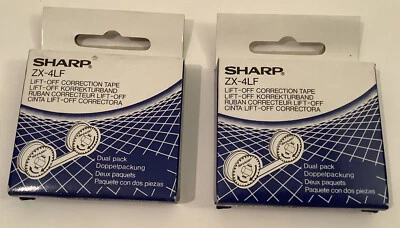 SHARP®
ZX-4LF
LIFT-OFF CORRECTION TAPE
LIFT-OFF KORREKTURBAND
RUBAN CORRECTEUR LIFT-OFF
CINTA LIFT-OFF CORRECTORA
Dual pack
Doppelpackung
Deux paquets
Paquete con dos piezas
SHARP®
ZX-4LF
LIFT-OFF CORRECTION TAPE
LIFT-OFF KORREKTURBAND
RUBAN CORRECTEUR LIFT-OFF
CINTA LIFT-OFF CORRECTORA
Dual pack
Doppelpackung
Deux paquets
Paquete con dos piezas